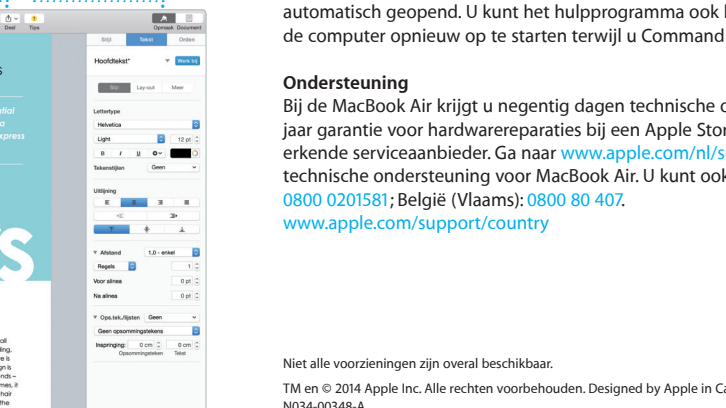 Deel Tips Opmaak Document
Stijl Tekst Orden
Hoofdtekst* Werk bij
Stijl Lay-out Meer
Lettertype
Helvetica
Light 12 pt
B I U
Tekenstijlen Geen
Uitlijning
Afstand 1,0 - enkel
Regels 1
Voor alinea 0 pt
Na alinea 0 pt
Ops.tek./lijsten Geen
Geen opsommingstekens
Inspringing: 0 cm 0 cm
Opsommingsteken Tekst
automatisch geopend. U kunt het hulpprogramma ook
de computer opnieuw op te starten terwijl u Command
Ondersteuning
Bij de MacBook Air krijgt u negentig dagen technische
jaar garantie voor hardwarereparaties bij een Apple
erkende serviceaanbieder. Ga naar www.apple.com/nl/
technische ondersteuning voor MacBook Air. U kunt
0800 0201581; België (Vlaams): 0800 80 407.
www.apple.com/support/country
Niet alle voorzieningen zijn overal beschikbaar.
TM en © 2014 Apple Inc. Alle rechten voorbehouden. Designed by Apple in
N034-00348-A